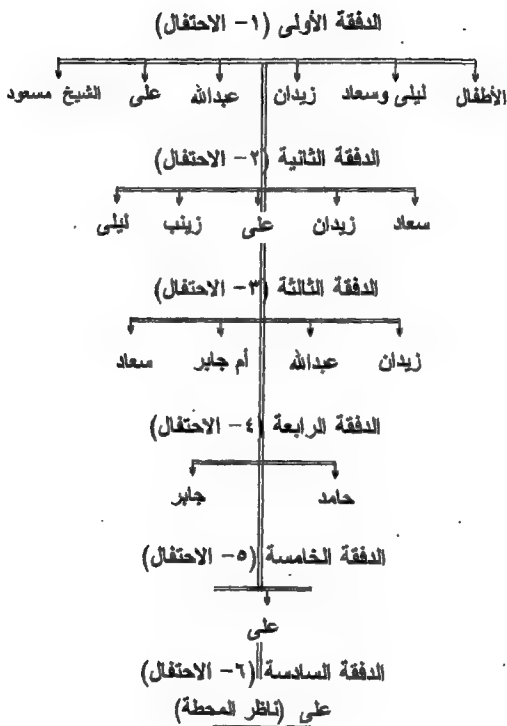 الدفقة الأولى (١- الاحتفال)
الأطفال ليلى وسعاد زيدان عبدالله على الشيخ مسعود
الدفقة الثانية (٢- الاحتفال)
سعاد زيدان على زينب ليلى
الدفقة الثالثة (٣- الاحتفال)
زيدان عبدالله أم جابر سعاد
الدفقة الرابعة (٤- الاحتفال)
حامد جابر
الدفقة الخامسة (٥- الاحتفال)
على
الدفقة السادسة (٦- الاحتفال)
على (ناظر المحطة)